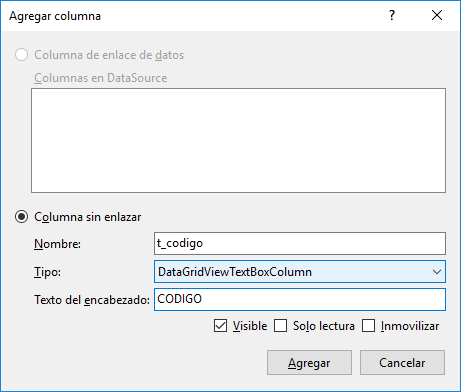 Agregar columna
?
Columna de enlace de datos
Columnas en DataSource
Columna sin enlazar
Nombre: t_codigo
Tipo: DataGridViewTextBoxColumn
Texto del encabezado: CODIGO
Visible Solo lectura Inmovilizar
Agregar Cancelar